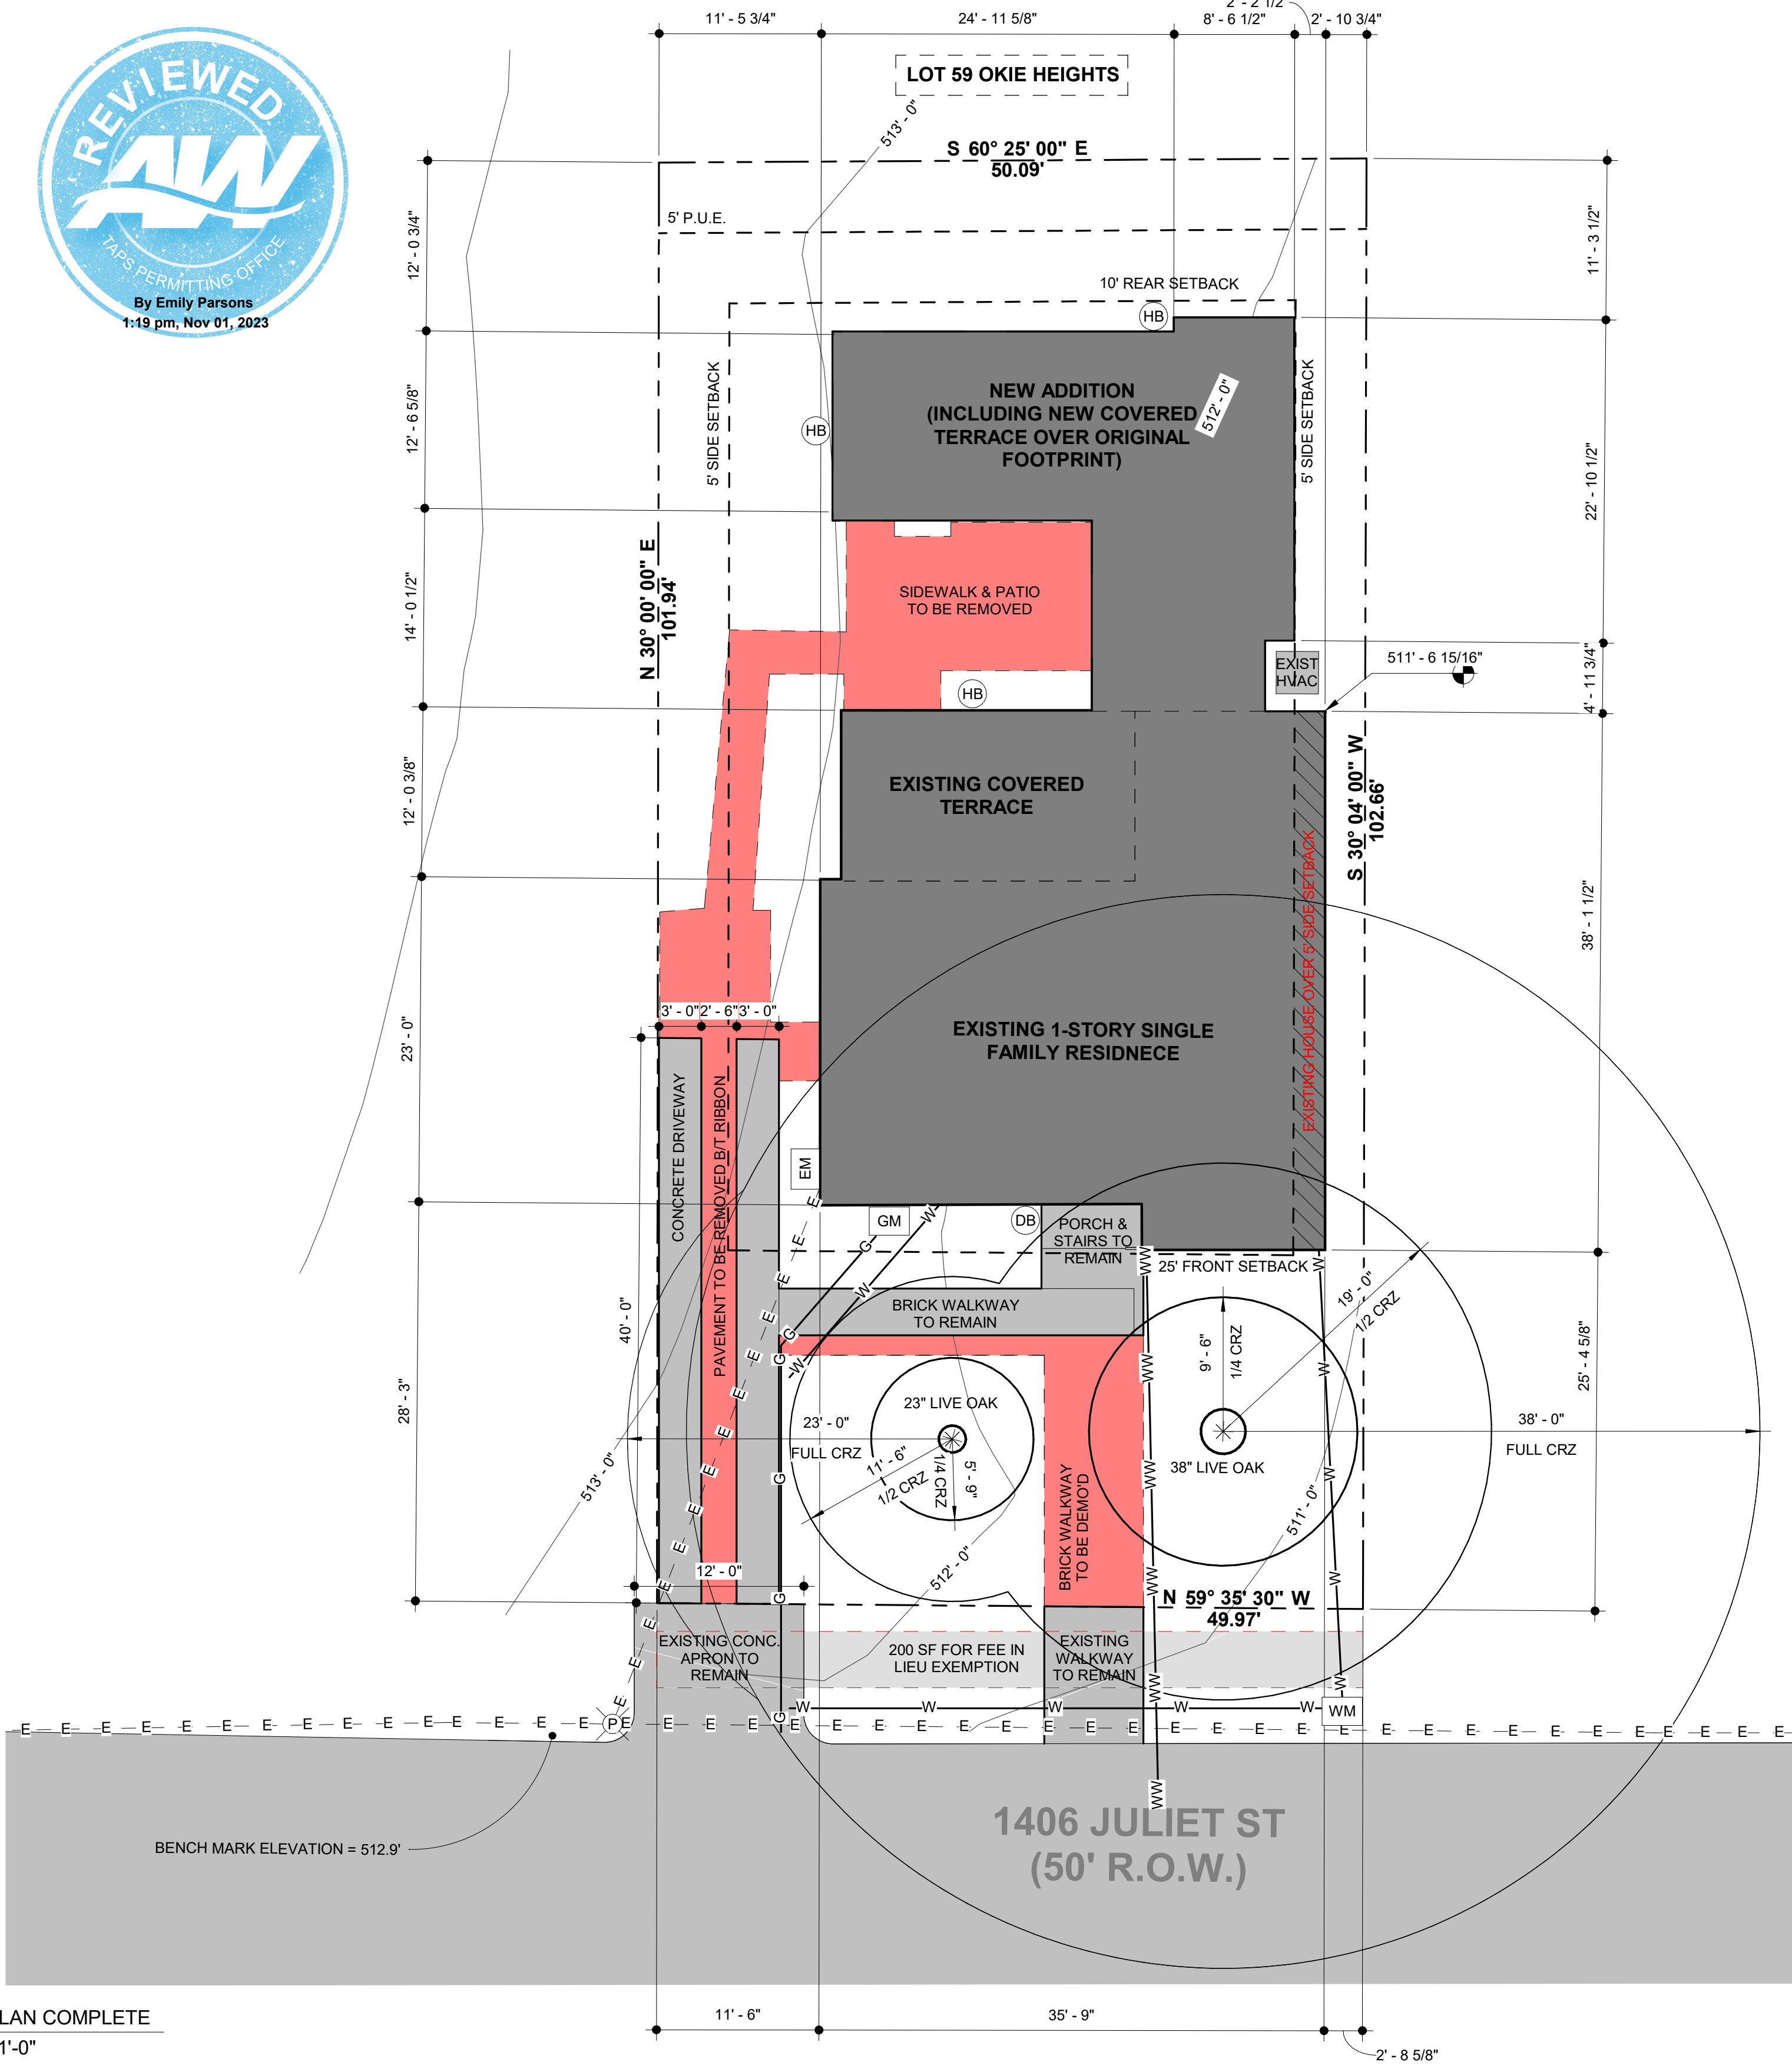 2' - 2 1/2"
11' - 5 3/4"
24' - 11 5/8"
8' - 6 1/2"
2' - 10 3/4"
REVIEWED
AW
TAPS PERMITTING OFFICE
By Emily Parsons
1:19 pm, Nov 01, 2023
LOT 59 OKIE HEIGHTS
513' - 0"
S 60° 25' 00" E
50.09'
5' P.U.E.
12' - 0 3/4"
11' - 3 1/2"
10' REAR SETBACK
HB
5' SIDE SETBACK
NEW ADDITION
(INCLUDING NEW COVERED
TERRACE OVER ORIGINAL
FOOTPRINT)
512' - 0"
5' SIDE SETBACK
HB
12' - 6 5/8"
22' - 10 1/2"
N 30° 00' 00" E
101.94'
SIDEWALK & PATIO
TO BE REMOVED
14' - 0 1/2"
EXIST
HVAC
511' - 6 15/16"
4' - 11 3/4"
HB
EXISTING COVERED
TERRACE
12' - 0 3/8"
S 30° 04' 00" W
102.66'
EXISTING HOUSE OVER 5' SIDE SETBACK
38' - 1 1/2"
3' - 0"
2' - 6"
3' - 0"
23' - 0"
EXISTING 1-STORY SINGLE
FAMILY RESIDNECE
CONCRETE DRIVEWAY
PAVEMENT TO BE REMOVED B/T RIBBON
EM
GM
W
DB
PORCH &
STAIRS TO
REMAIN
25' FRONT SETBACK
BRICK WALKWAY
TO REMAIN
40' - 0"
19' - 0"
1/2 CRZ
9' - 6"
1/4 CRZ
28' - 3"
25' - 4 5/8"
23" LIVE OAK
23' - 0"
FULL CRZ
11' - 6"
1/2 CRZ
5' - 9"
1/4 CRZ
38" LIVE OAK
38' - 0"
FULL CRZ
513' - 0"
512' - 0"
511' - 0"
BRICK WALKWAY
TO BE DEMO'D
12' - 0"
N 59° 35' 30" W
49.97'
EXISTING CONC.
APRON TO
REMAIN
200 SF FOR FEE IN
LIEU EXEMPTION
EXISTING
WALKWAY
TO REMAIN
E
G
W
WW
WM
P
BENCH MARK ELEVATION = 512.9'
1406 JULIET ST
(50' R.O.W.)
LAN COMPLETE
1'-0"
11' - 6"
35' - 9"
2' - 8 5/8"